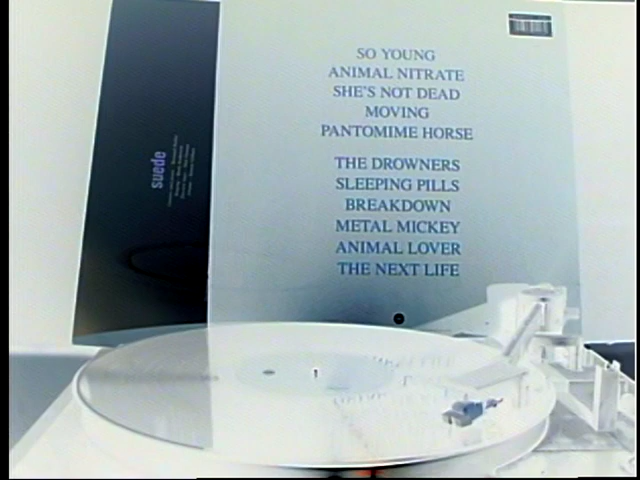 SO YOUNG
ANIMAL NITRATE
SHE'S NOT DEAD
MOVING
PANTOMIME HORSE
THE DROWNERS
SLEEPING PILLS
BREAKDOWN
METAL MICKEY
ANIMAL LOVER
THE NEXT LIFE
suede